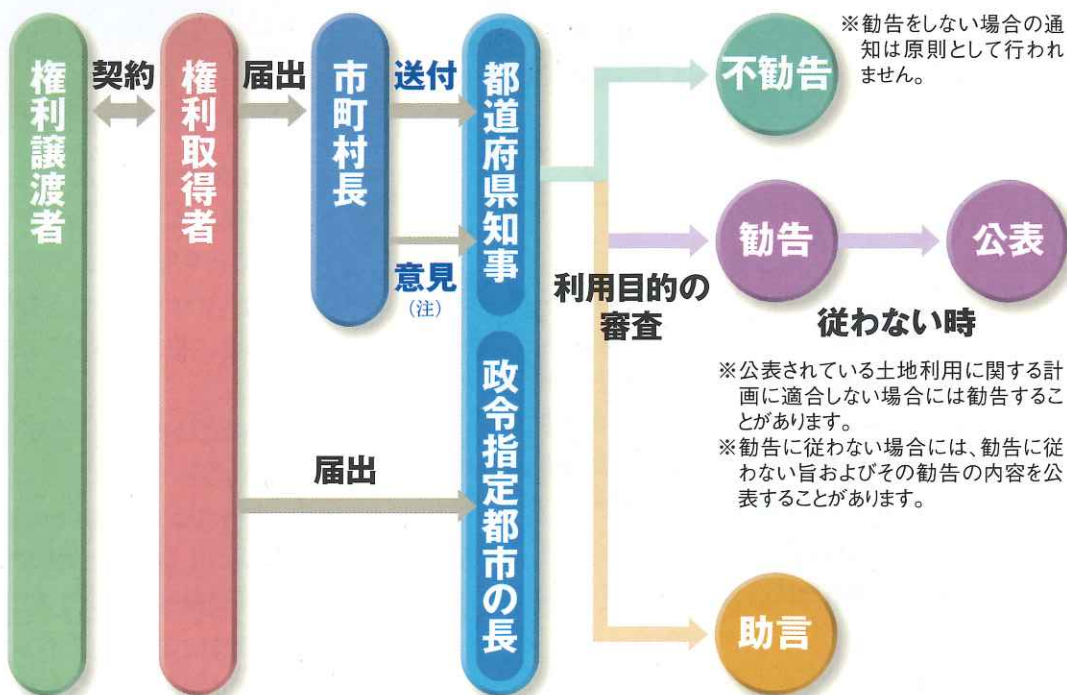 権利譲渡者
契約
権利取得者
届出
市町村長
送付
意見
(注)
都道府県知事
届出
政令指定都市の長
利用目的の
審査
不勧告
※勧告をしない場合の通
知は原則として行われ
ません。
勧告
従わない時
公表
※公表されている土地利用に関する計
画に適合しない場合には勧告するこ
とがあります。
※勧告に従わない場合には、勧告に従
わない旨およびその勧告の内容を公
表することがあります。
助言